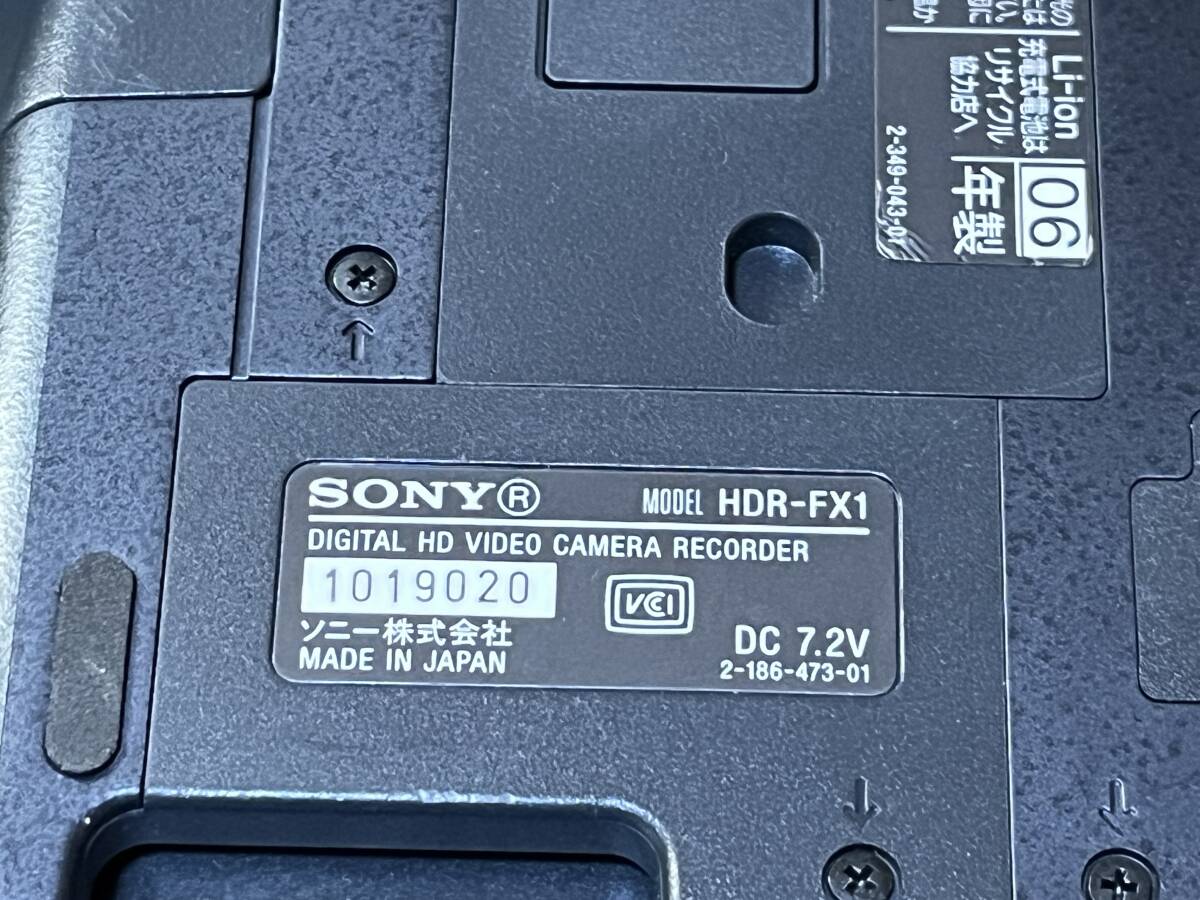 SONY®
MODEL HDR-FX1
DIGITAL HD VIDEO CAMERA RECORDER
1019020
VCCI
ソニー株式会社
MADE IN JAPAN
DC 7.2V
2-186-473-01
Li-ion
充電式電池は
リサイクル
協力店へ
06
年製
2-349-043-01